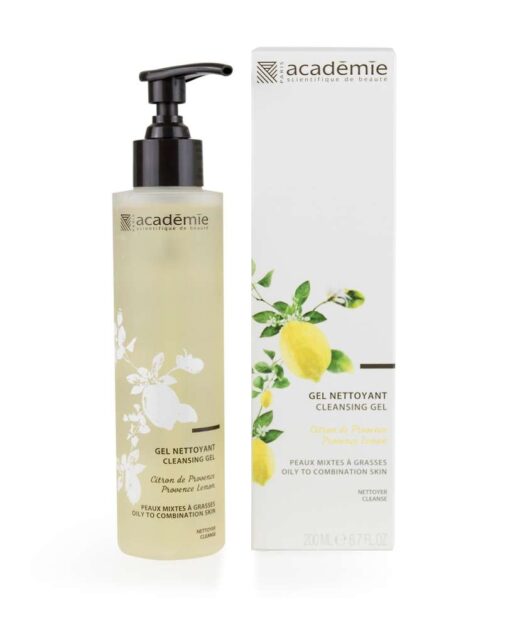 PARIS
académie
scientifique de beauté
GEL NETTOYANT
CLEANSING GEL
Citron de Provence
Provence Lemon
PEAUX MIXTES À GRASSES
OILY TO COMBINATION SKIN
NETTOYER
CLEANSE
PARIS
académie
scientifique de beauté
GEL NETTOYANT
CLEANSING GEL
Citron de Provence
Provence Lemon
PEAUX MIXTES À GRASSES
OILY TO COMBINATION SKIN
NETTOYER
CLEANSE
200 ML e 6.7 FL.OZ